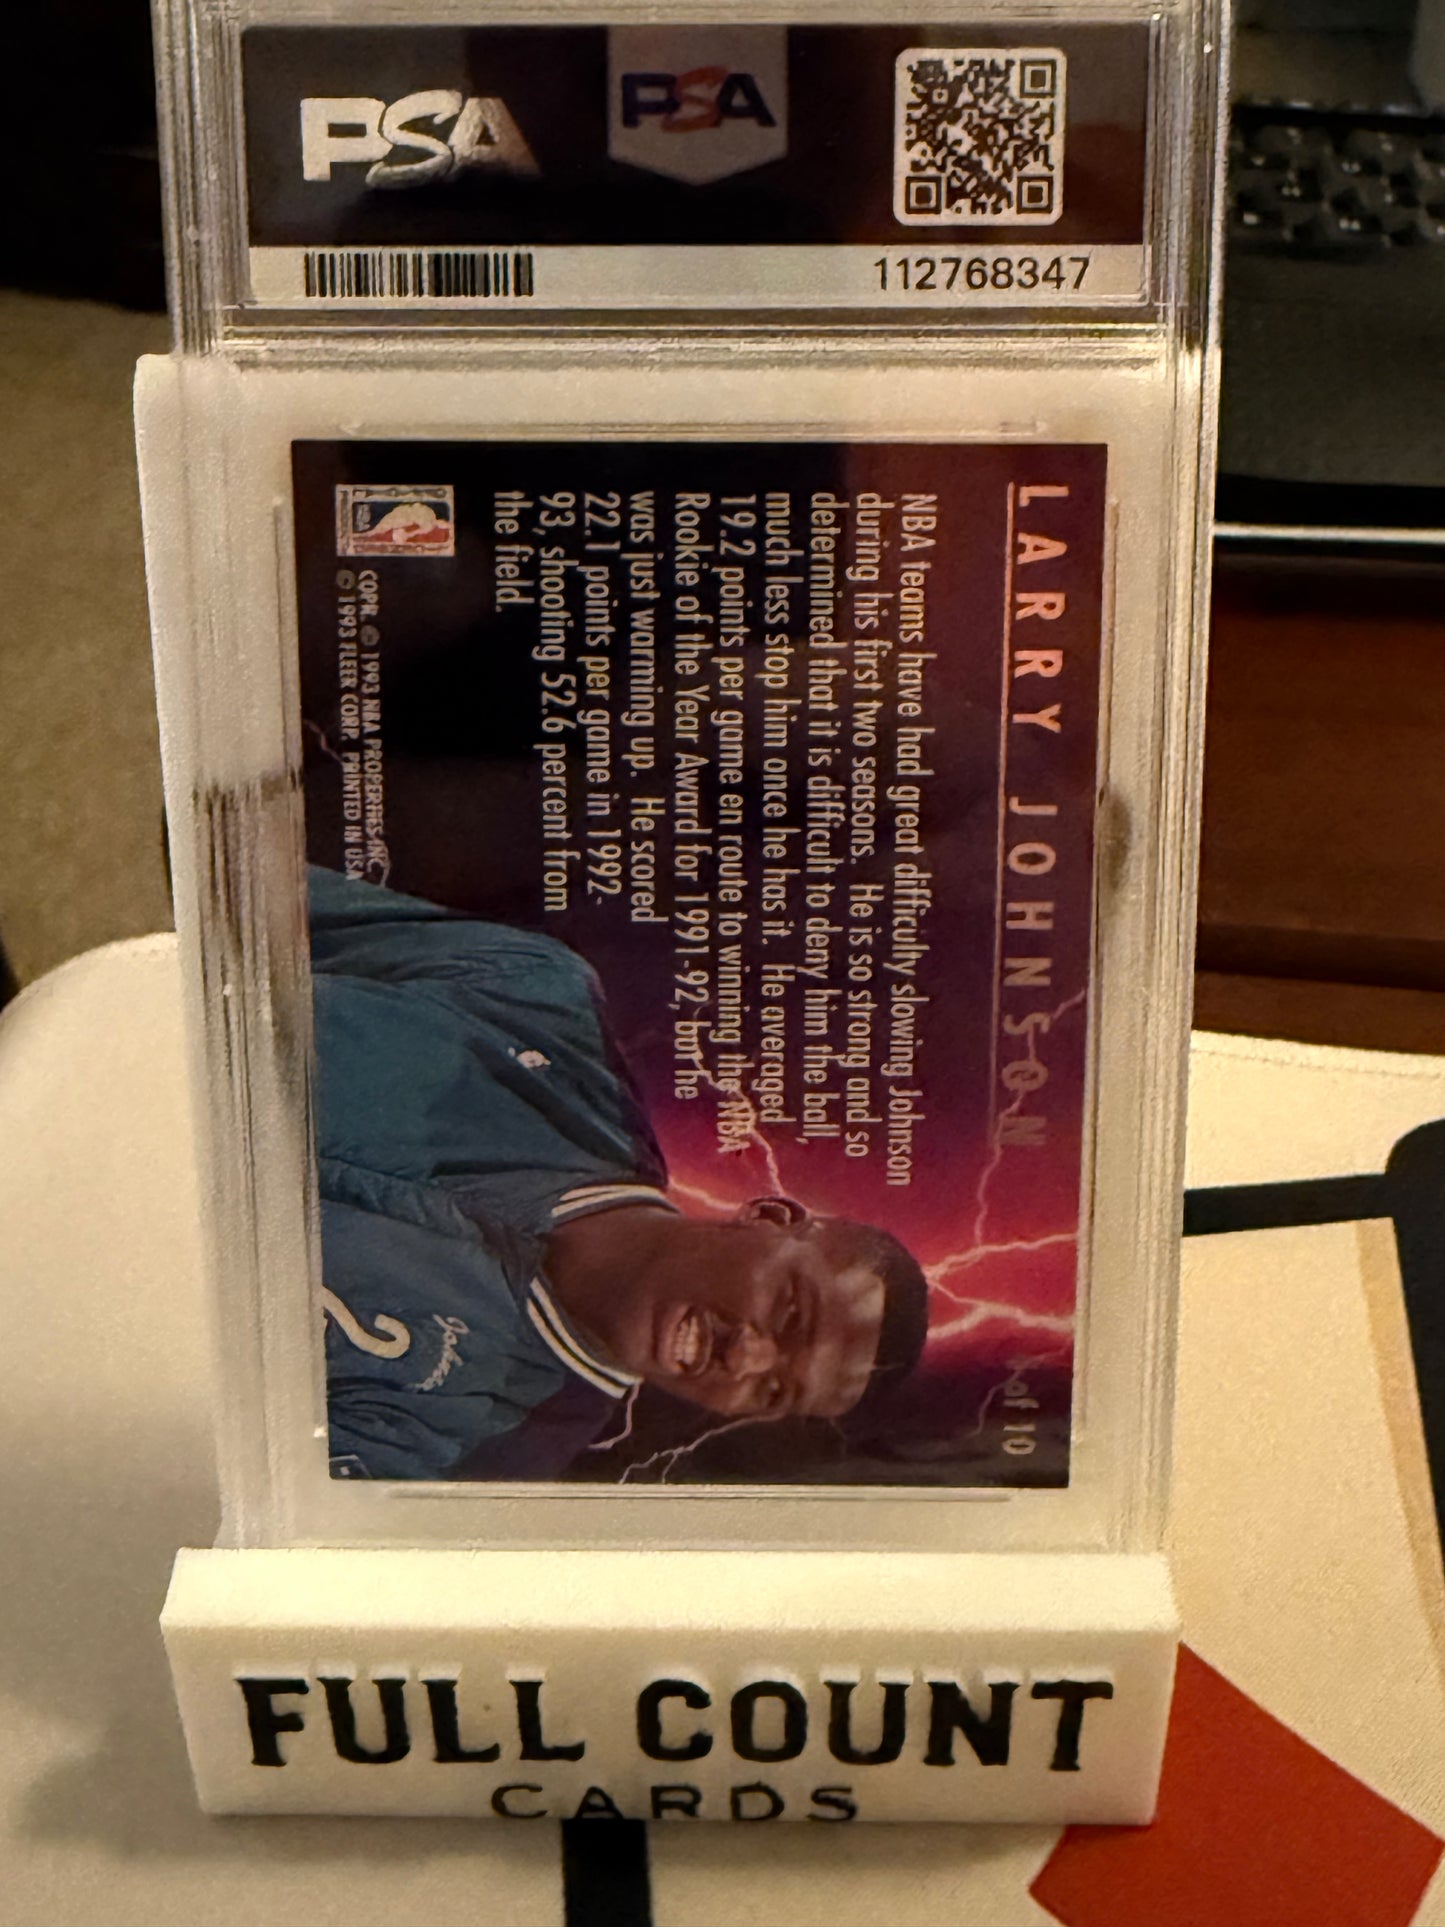 PSA
PSA
112768347
LARRY JOHNSON
NBA teams have had great difficulty slowing Johnson
during his first two seasons. He is so strong and so
determined that it is difficult to deny him the ball,
much less stop him once he has it. He averaged
19.2 points per game en route to winning the NBA
Rookie of the Year Award for 1991-92, but he
was just warming up. He scored
22.1 points per game in 1992-
93, shooting 52.6 percent from
the field.
COPR. © 1993 NBA PROPERTIES, INC.
© 1993 FLEER CORP. PRINTED IN USA
of 10
Johnson
2
FULL COUNT
CARDS